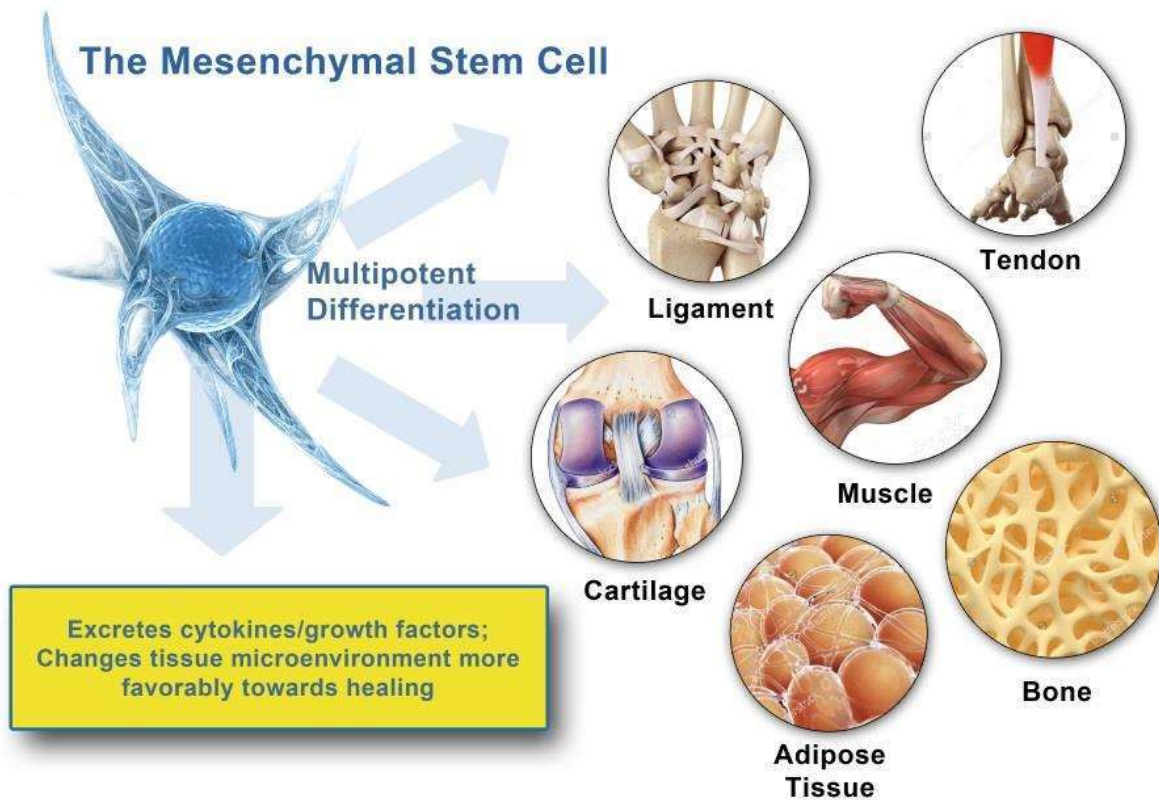 The Mesenchymal Stem Cell
Multipotent
Differentiation
Ligament
Tendon
Muscle
Cartilage
Bone
Adipose
Tissue
Excretes cytokines/growth factors;
Changes tissue microenvironment more
favorably towards healing